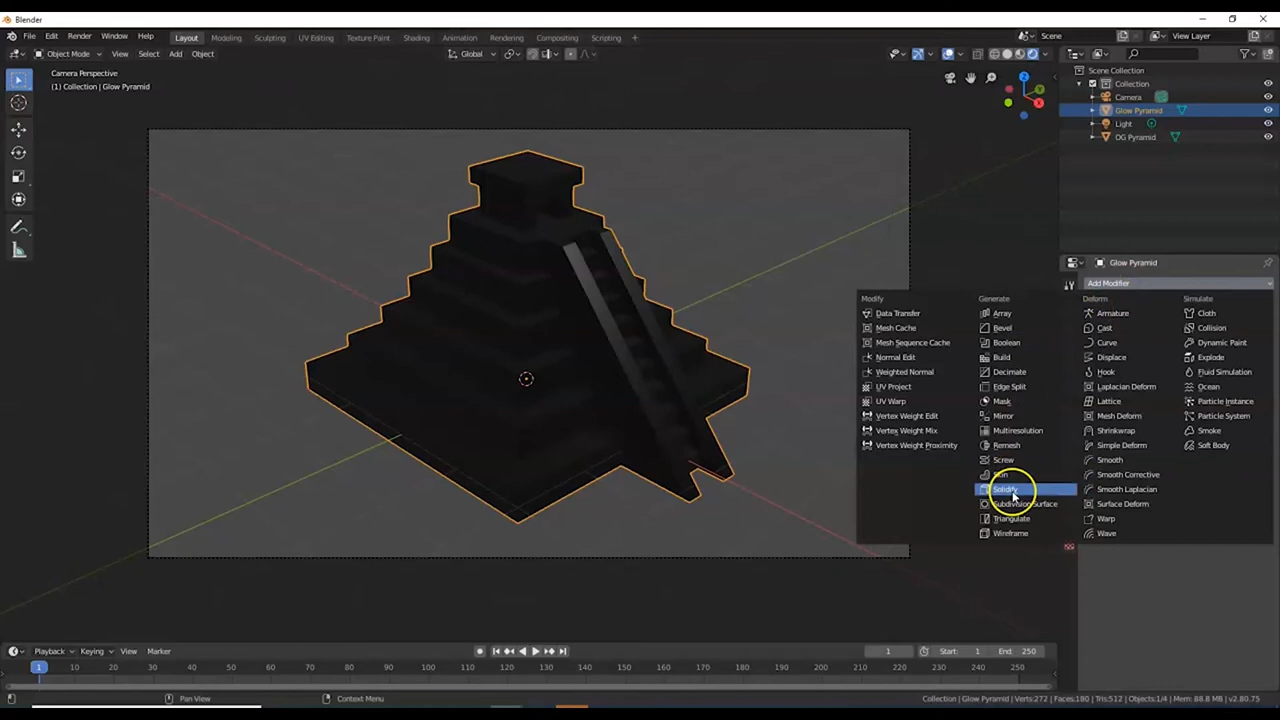 Blender
File Edit Render Window Help Layout Modeling Sculpting UV Editing Texture Paint Shading Animation Rendering Compositing Scripting + Scene View Layer
Object Mode View Select Add Object Global
Camera Perspective
(1) Collection | Glow Pyramid
Z
Y
X
Scene Collection
Collection
Camera
Glow Pyramid
Light
OG Pyramid
Glow Pyramid
Add Modifier
Modify Generate Deform Simulate
Data Transfer Array Armature Cloth
Mesh Cache Bevel Cast Collision
Mesh Sequence Cache Boolean Curve Dynamic Paint
Normal Edit Build Displace Explode
Weighted Normal Decimate Hook Fluid Simulation
UV Project Edge Split Laplacian Deform Ocean
UV Warp Mask Lattice Particle Instance
Vertex Weight Edit Mirror Mesh Deform Particle System
Vertex Weight Mix Multiresolution Shrinkwrap Smoke
Vertex Weight Proximity Remesh Simple Deform Soft Body
Screw Smooth
Skin Smooth Corrective
Solidify Smooth Laplacian
Subdivision Surface Surface Deform
Triangulate Warp
Wireframe Wave
Playback Keying View Marker 1 Start: 1 End: 250
1 10 20 30 40 50 60 70 80 90 100 110 120 130 140 150 160 170 180 190 200 210 220 230 240 250
Pan View Context Menu Collection | Glow Pyramid | Verts:272 | Faces:180 | Tris:512 | Objects:1/4 | Mem: 88.8 MB | v2.80.75